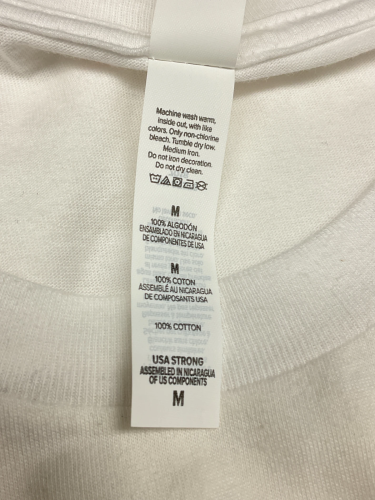 Machine wash warm,
inside out, with like
colors. Only non-chlorine
bleach. Tumble dry low.
Medium iron.
Do not iron decoration.
Do not dry clean.
M
100% ALGODÓN
ENSAMBLADO EN NICARAGUA
DE COMPONENTES DE USA
M
100% COTON
ASSEMBLÉ AU NICARAGUA
DE COMPOSANTS USA
100% COTTON
USA STRONG
ASSEMBLED IN NICARAGUA
OF US COMPONENTS
M